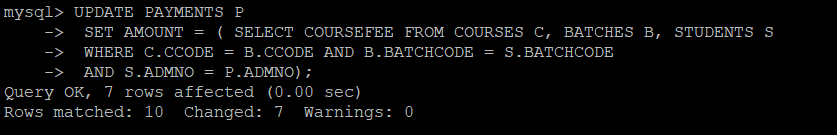 mysql> UPDATE PAYMENTS P
    -> SET AMOUNT = ( SELECT COURSEFEE FROM COURSES C, BATCHES B, STUDENTS S
    -> WHERE C.CCODE = B.CCODE AND B.BATCHCODE = S.BATCHCODE
    -> AND S.ADMNO = P.ADMNO);
Query OK, 7 rows affected (0.00 sec)
Rows matched: 10  Changed: 7  Warnings: 0